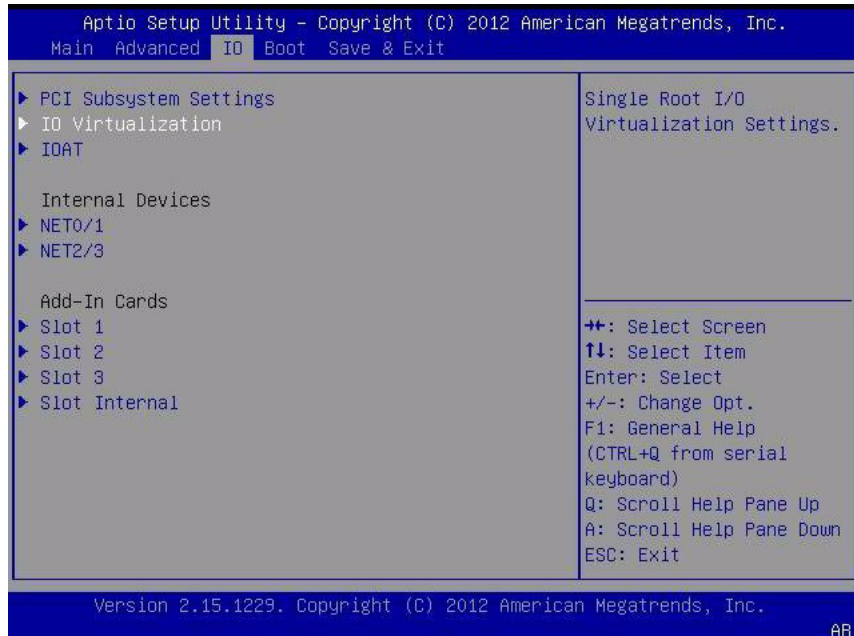 Aptio Setup Utility – Copyright (C) 2012 American Megatrends, Inc.
Main Advanced IO Boot Save & Exit
PCI Subsystem Settings
IO Virtualization
IOAT
Internal Devices
NET0/1
NET2/3
Add-In Cards
Slot 1
Slot 2
Slot 3
Slot Internal
Single Root I/O
Virtualization Settings.
→←: Select Screen
↑↓: Select Item
Enter: Select
+/-: Change Opt.
F1: General Help
(CTRL+Q from serial
keyboard)
Q: Scroll Help Pane Up
A: Scroll Help Pane Down
ESC: Exit
Version 2.15.1229. Copyright (C) 2012 American Megatrends, Inc.
AB